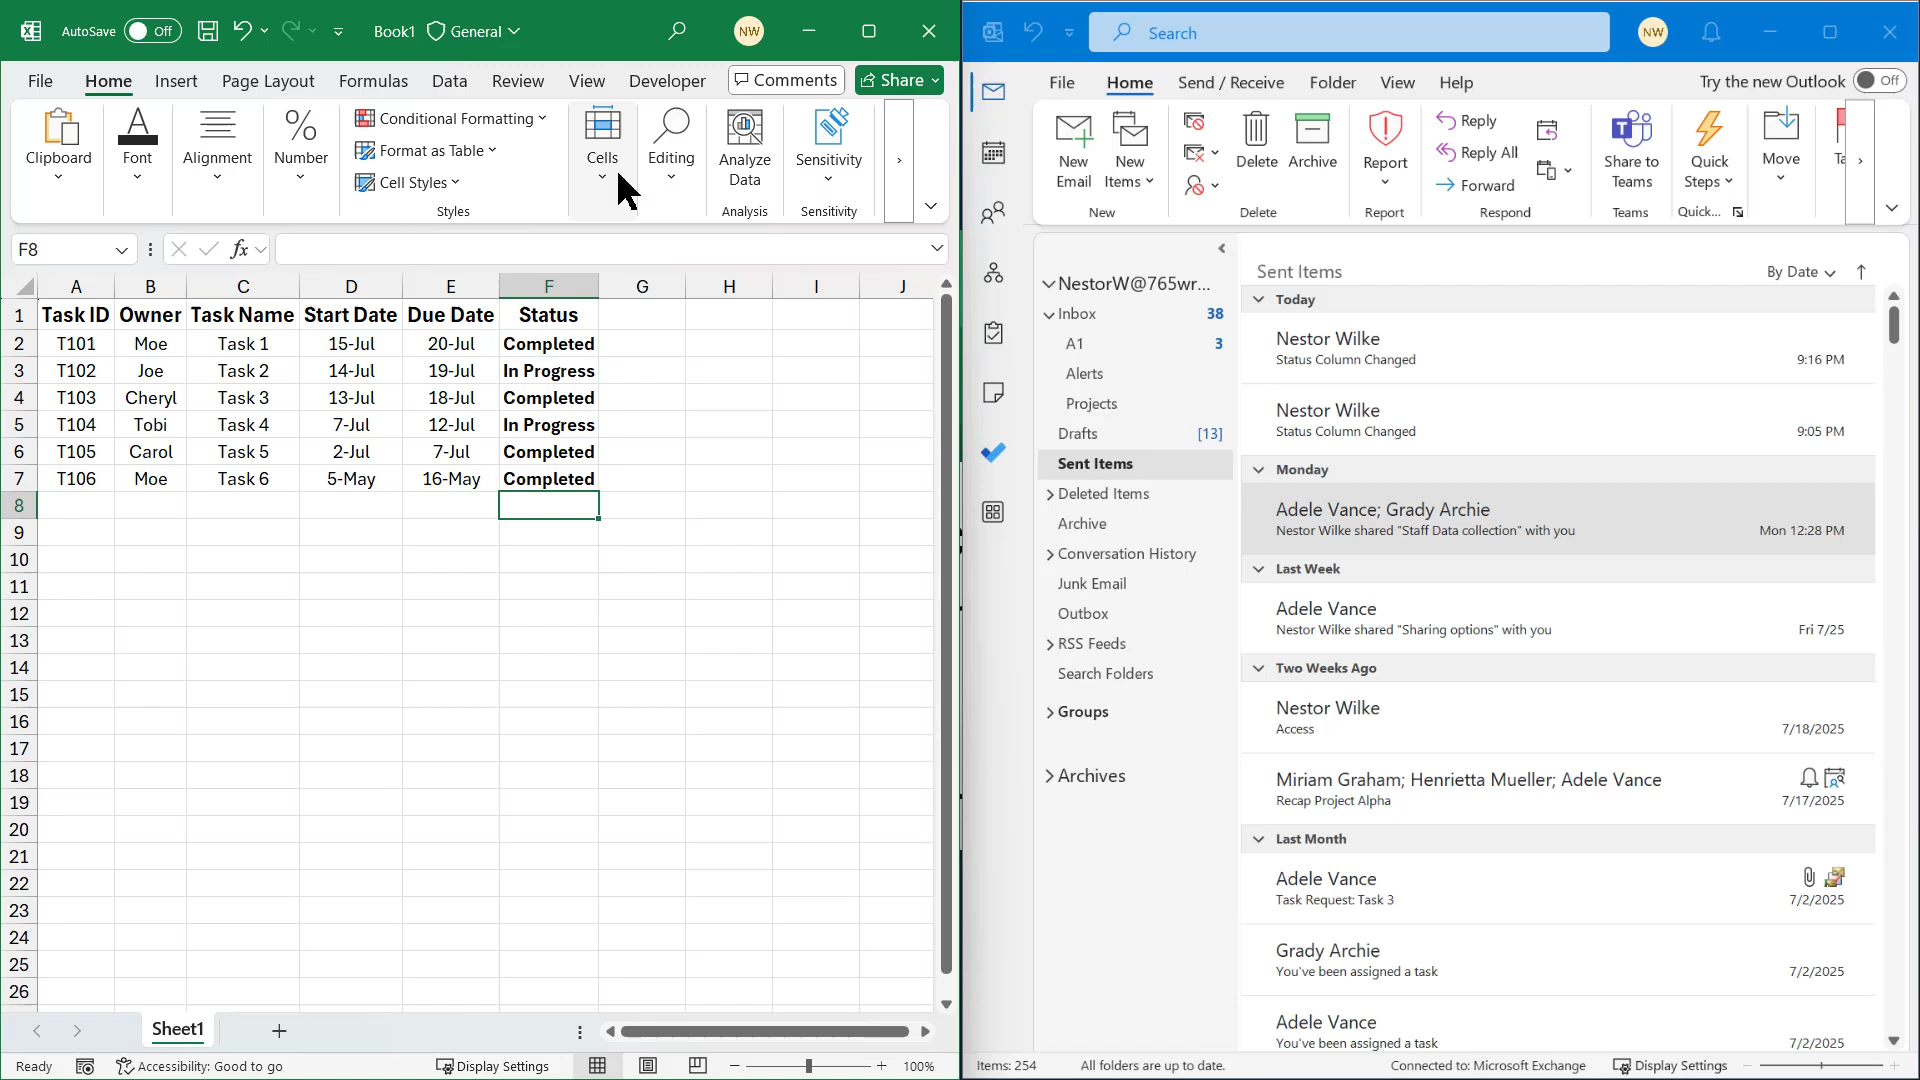 AutoSave Off Book1 General NW
File Home Insert Page Layout Formulas Data Review View Developer Comments Share
Clipboard Font Alignment Number
Conditional Formatting
Format as Table
Cell Styles
Styles
Cells Editing
Analyze Data
Analysis
Sensitivity
Sensitivity
F8 fx
A B C D E F G H I J
1 Task ID Owner Task Name Start Date Due Date Status
2 T101 Moe Task 1 15-Jul 20-Jul Completed
3 T102 Joe Task 2 14-Jul 19-Jul In Progress
4 T103 Cheryl Task 3 13-Jul 18-Jul Completed
5 T104 Tobi Task 4 7-Jul 12-Jul In Progress
6 T105 Carol Task 5 2-Jul 7-Jul Completed
7 T106 Moe Task 6 5-May 16-May Completed
8
9
10
11
12
13
14
15
16
17
18
19
20
21
22
23
24
25
26
Sheet1
Ready Accessibility: Good to go Display Settings 100%
Search NW
File Home Send / Receive Folder View Help Try the new Outlook Off
New Email
New Items
New
Delete Archive
Delete
Report
Report
Reply
Reply All
Forward
Respond
Share to Teams
Teams
Quick Steps
Quick...
Move
Ta
NestorW@765wr...
Inbox 38
A1 3
Alerts
Projects
Drafts [13]
Sent Items
Deleted Items
Archive
Conversation History
Junk Email
Outbox
RSS Feeds
Search Folders
Groups
Archives
Sent Items By Date
Today
Nestor Wilke
Status Column Changed 9:16 PM
Nestor Wilke
Status Column Changed 9:05 PM
Monday
Adele Vance; Grady Archie
Nestor Wilke shared "Staff Data collection" with you Mon 12:28 PM
Last Week
Adele Vance
Nestor Wilke shared "Sharing options" with you Fri 7/25
Two Weeks Ago
Nestor Wilke
Access 7/18/2025
Miriam Graham; Henrietta Mueller; Adele Vance
Recap Project Alpha 7/17/2025
Last Month
Adele Vance
Task Request: Task 3 7/2/2025
Grady Archie
You've been assigned a task 7/2/2025
Adele Vance
You've been assigned a task 7/2/2025
Items: 254 All folders are up to date. Connected to: Microsoft Exchange Display Settings